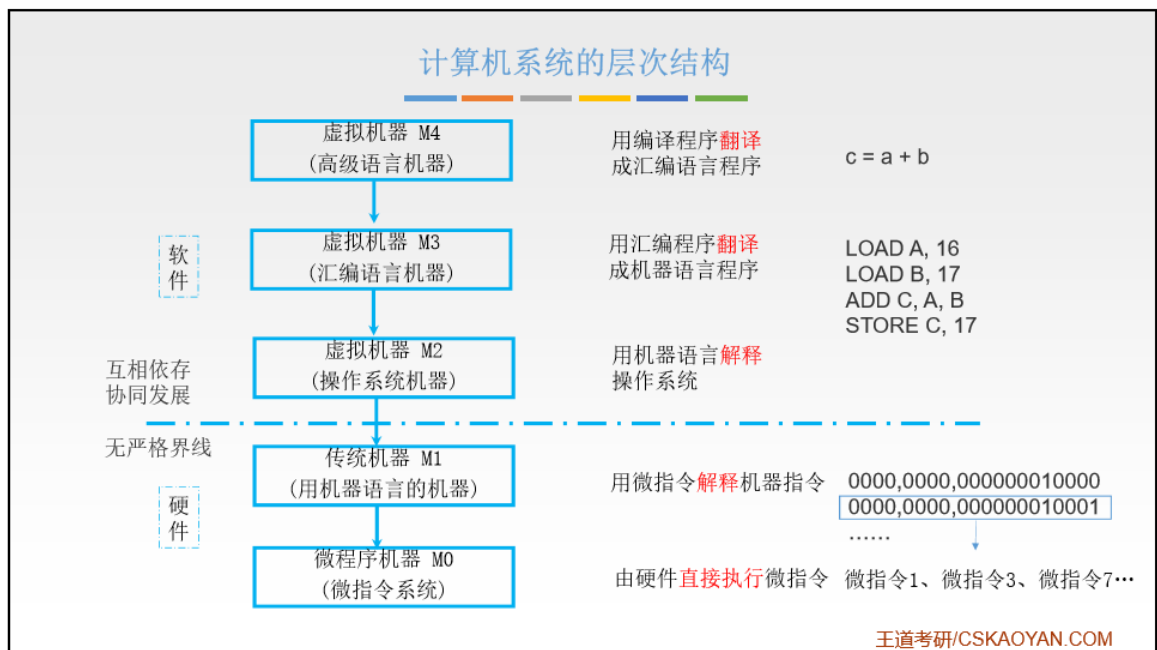 计算机系统的层次结构
虚拟机器 M4
(高级语言机器)
用编译程序翻译
成汇编语言程序
c = a + b
软
件
虚拟机器 M3
(汇编语言机器)
用汇编程序翻译
成机器语言程序
LOAD A, 16
LOAD B, 17
ADD C, A, B
STORE C, 17
互相依存
协同发展
虚拟机器 M2
(操作系统机器)
用机器语言解释
操作系统
无严格界线
硬
件
传统机器 M1
(用机器语言的机器)
用微指令解释机器指令
0000,0000,000000010000
0000,0000,000000010001
……
微程序机器 M0
(微指令系统)
由硬件直接执行微指令
微指令1、微指令3、微指令7…
王道考研/CSKAOYAN.COM